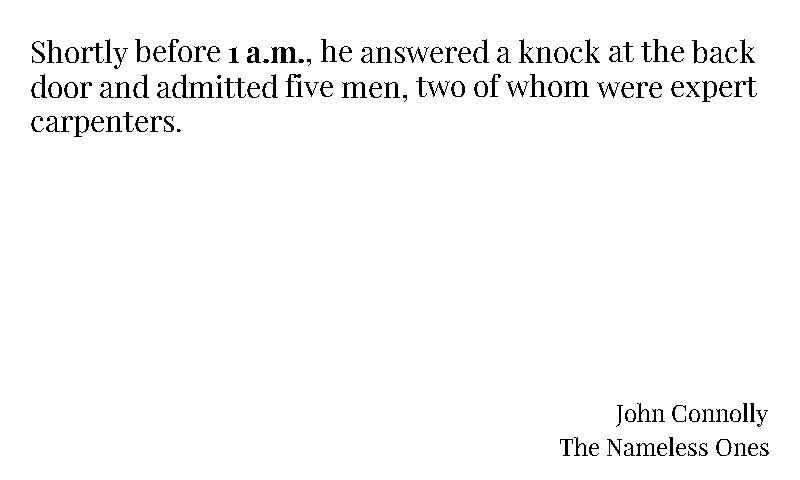 Shortly before 1 a.m., he answered a knock at the back
door and admitted five men, two of whom were expert
carpenters.
John Connolly
The Nameless Ones